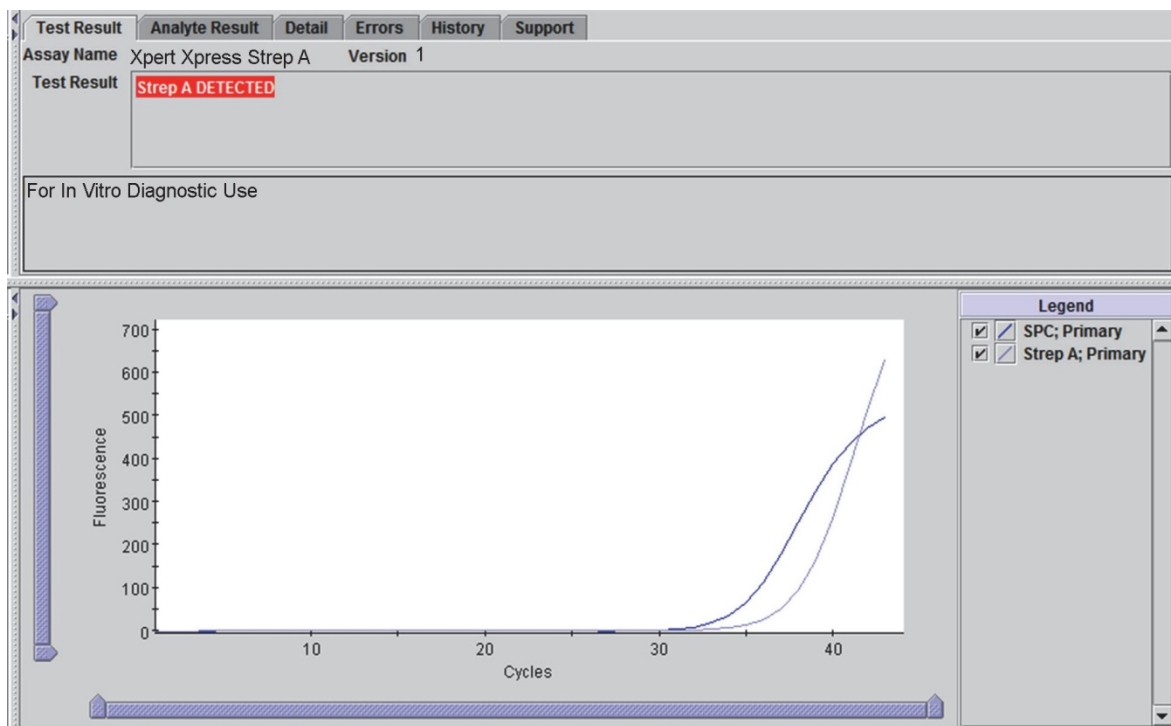 Test Result Analyte Result Detail Errors History Support
Assay Name Xpert Xpress Strep A Version 1
Test Result Strep A DETECTED
For In Vitro Diagnostic Use
Legend
SPC; Primary
Strep A; Primary
700
600
500
400
300
200
100
0
Fluorescence
10 20 30 40
Cycles